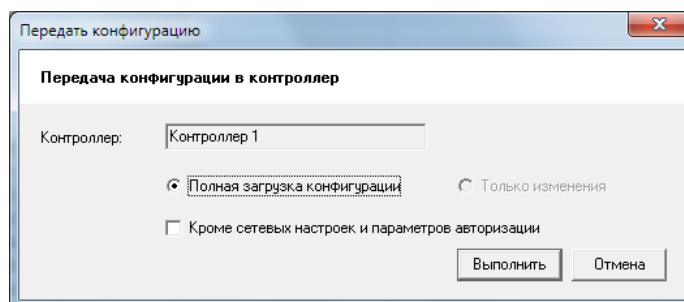 Передать конфигурацию
Передача конфигурации в контроллер
Контроллер: Контроллер 1
Полная загрузка конфигурации Только изменения
Кроме сетевых настроек и параметров авторизации
Выполнить Отмена